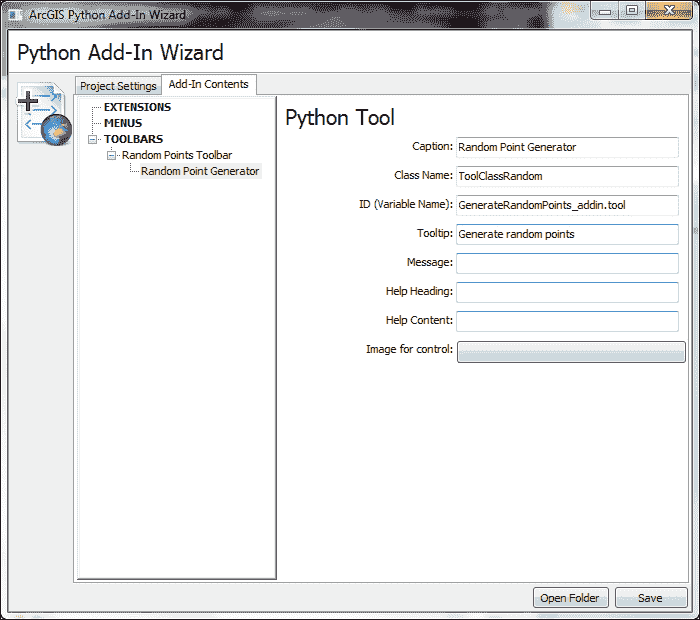 ArcGIS Python Add-In Wizard
Python Add-In Wizard
Project Settings
Add-In Contents
EXTENSIONS
MENUS
TOOLBARS
Random Points Toolbar
Random Point Generator
Python Tool
Caption: Random Point Generator
Class Name: ToolClassRandom
ID (Variable Name): GenerateRandomPoints_addin.tool
Tooltip: Generate random points
Message:
Help Heading:
Help Content:
Image for control:
Open Folder
Save